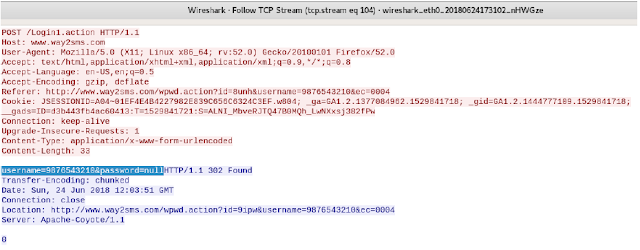 Wireshark · Follow TCP Stream (tcp.stream eq 104) · wireshark_eth0_20180624173102_nHWGze
POST /Login1.action HTTP/1.1
Host: www.way2sms.com
User-Agent: Mozilla/5.0 (X11; Linux x86_64; rv:52.0) Gecko/20100101 Firefox/52.0
Accept: text/html,application/xhtml+xml,application/xml;q=0.9,*/*;q=0.8
Accept-Language: en-US,en;q=0.5
Accept-Encoding: gzip, deflate
Referer: http://www.way2sms.com/wpwd.action?id=8unh&username=9876543210&ec=0004
Cookie: JSESSIONID=A04~01EF4E4B4227982E839C656C6324C3EF.w804; _ga=GA1.2.1377084962.1529841718; _gid=GA1.2.1444777109.1529841718;
__gads=ID=d3b443fb4ac60413:T=1529841721:S=ALNI_MbveRJTQ47B0MQh_LwNXxsj382fPw
Connection: keep-alive
Upgrade-Insecure-Requests: 1
Content-Type: application/x-www-form-urlencoded
Content-Length: 33
username=9876543210&password=nullHTTP/1.1 302 Found
Transfer-Encoding: chunked
Date: Sun, 24 Jun 2018 12:03:51 GMT
Connection: close
Location: http://www.way2sms.com/wpwd.action?id=9ipw&username=9876543210&ec=0004
Server: Apache-Coyote/1.1
0